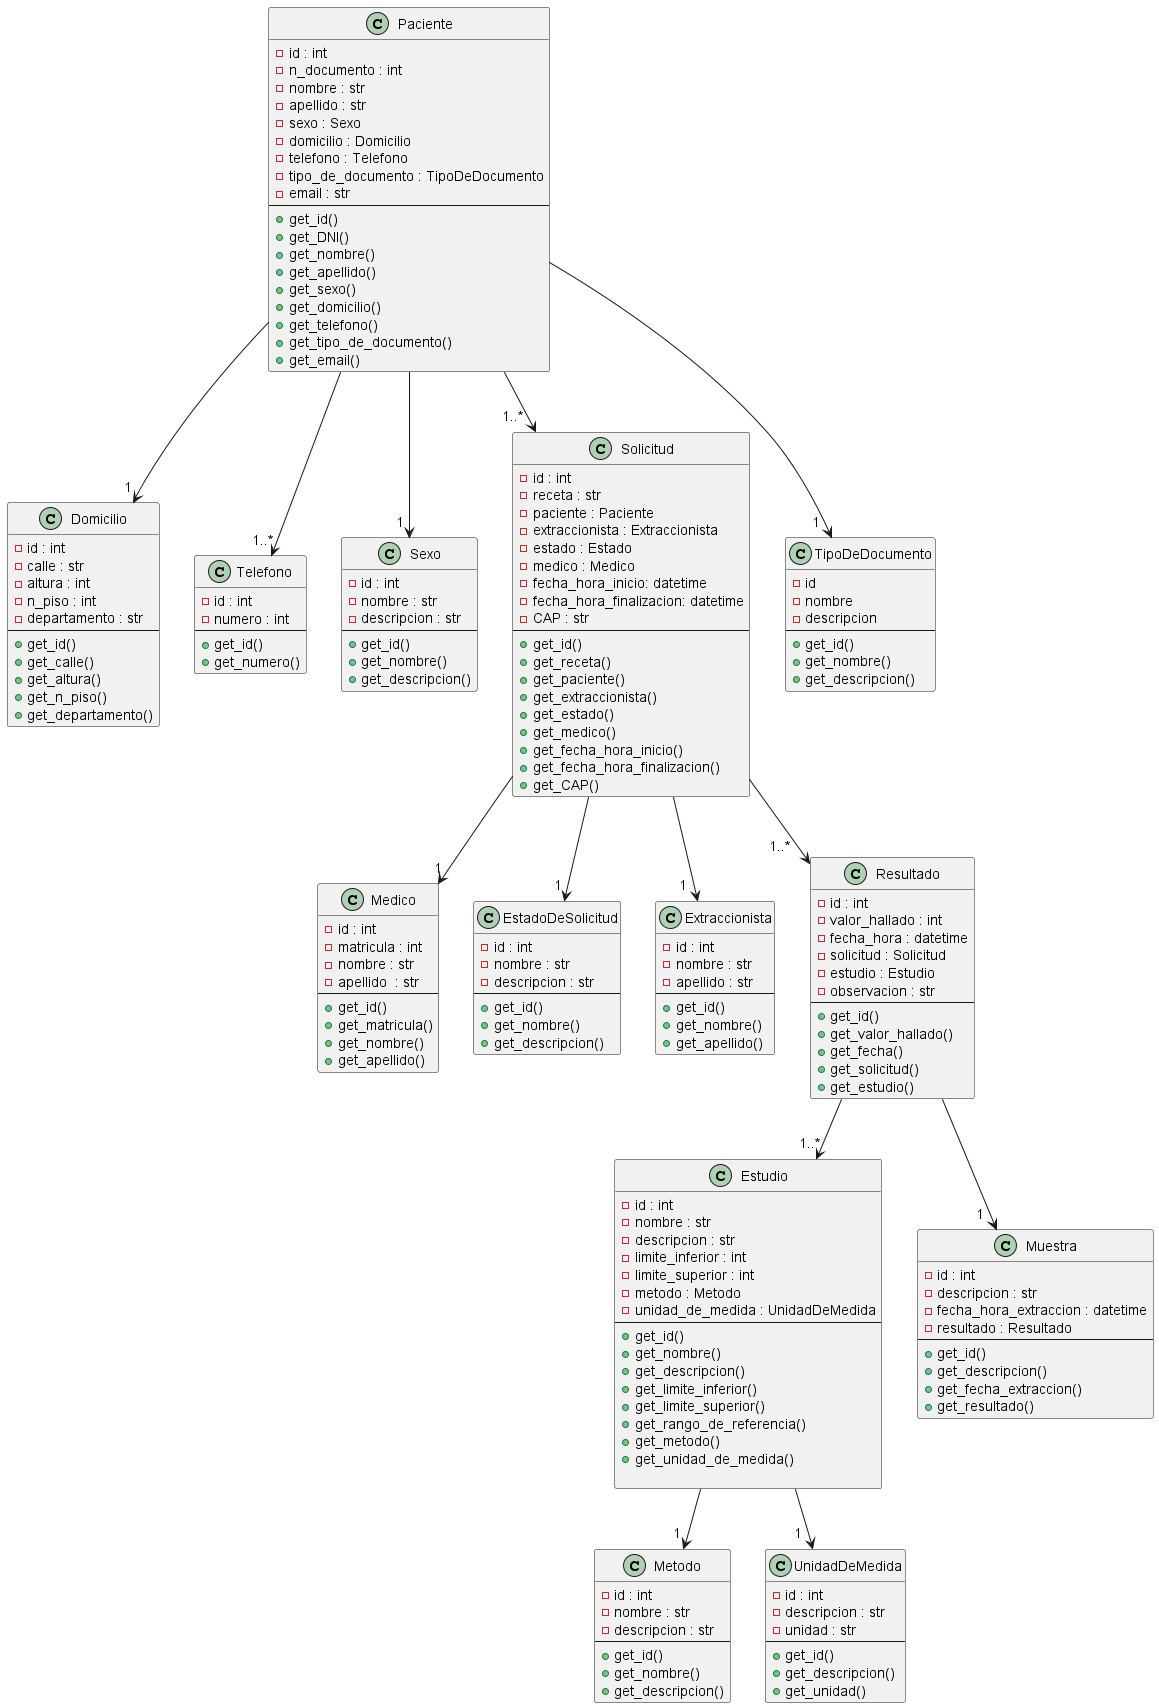 C Paciente
id : int
n_documento : int
nombre : str
apellido : str
sexo : Sexo
domicilio : Domicilio
telefono : Telefono
tipo_de_documento : TipoDeDocumento
email : str
get_id()
get_DNI()
get_nombre()
get_apellido()
get_sexo()
get_domicilio()
get_telefono()
get_tipo_de_documento()
get_email()
1
1..*
1
1..*
1
C Domicilio
id : int
calle : str
altura : int
n_piso : int
departamento : str
get_id()
get_calle()
get_altura()
get_n_piso()
get_departamento()
C Telefono
id : int
numero : int
get_id()
get_numero()
C Sexo
id : int
nombre : str
descripcion : str
get_id()
get_nombre()
get_descripcion()
C Solicitud
id : int
receta : str
paciente : Paciente
extraccionista : Extraccionista
estado : Estado
medico : Medico
fecha_hora_inicio: datetime
fecha_hora_finalizacion: datetime
CAP : str
get_id()
get_receta()
get_paciente()
get_extraccionista()
get_estado()
get_medico()
get_fecha_hora_inicio()
get_fecha_hora_finalizacion()
get_CAP()
C TipoDeDocumento
id
nombre
descripcion
get_id()
get_nombre()
get_descripcion()
1
1
1
1..*
C Medico
id : int
matricula : int
nombre : str
apellido  : str
get_id()
get_matricula()
get_nombre()
get_apellido()
C EstadoDeSolicitud
id : int
nombre : str
descripcion : str
get_id()
get_nombre()
get_descripcion()
C Extraccionista
id : int
nombre : str
apellido : str
get_id()
get_nombre()
get_apellido()
C Resultado
id : int
valor_hallado : int
fecha_hora : datetime
solicitud : Solicitud
estudio : Estudio
observacion : str
get_id()
get_valor_hallado()
get_fecha()
get_solicitud()
get_estudio()
1..*
1
C Estudio
id : int
nombre : str
descripcion : str
limite_inferior : int
limite_superior : int
metodo : Metodo
unidad_de_medida : UnidadDeMedida
get_id()
get_nombre()
get_descripcion()
get_limite_inferior()
get_limite_superior()
get_rango_de_referencia()
get_metodo()
get_unidad_de_medida()
C Muestra
id : int
descripcion : str
fecha_hora_extraccion : datetime
resultado : Resultado
get_id()
get_descripcion()
get_fecha_extraccion()
get_resultado()
1
1
C Metodo
id : int
nombre : str
descripcion : str
get_id()
get_nombre()
get_descripcion()
C UnidadDeMedida
id : int
descripcion : str
unidad : str
get_id()
get_descripcion()
get_unidad()